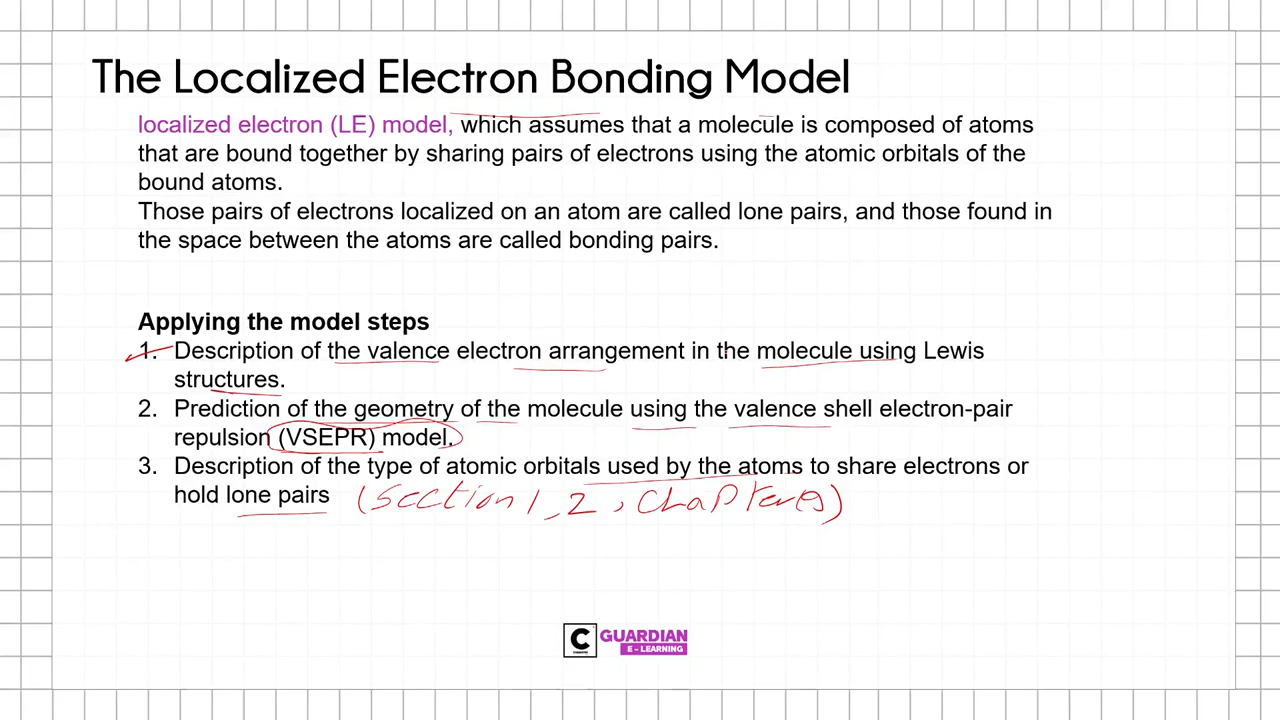 The Localized Electron Bonding Model
localized electron (LE) model, which assumes that a molecule is composed of atoms
that are bound together by sharing pairs of electrons using the atomic orbitals of the
bound atoms.
Those pairs of electrons localized on an atom are called lone pairs, and those found in
the space between the atoms are called bonding pairs.
Applying the model steps
1. Description of the valence electron arrangement in the molecule using Lewis
structures.
2. Prediction of the geometry of the molecule using the valence shell electron-pair
repulsion (VSEPR) model.
3. Description of the type of atomic orbitals used by the atoms to share electrons or
hold lone pairs (section 1, 2, chapter
C GUARDIAN
E - LEARNING